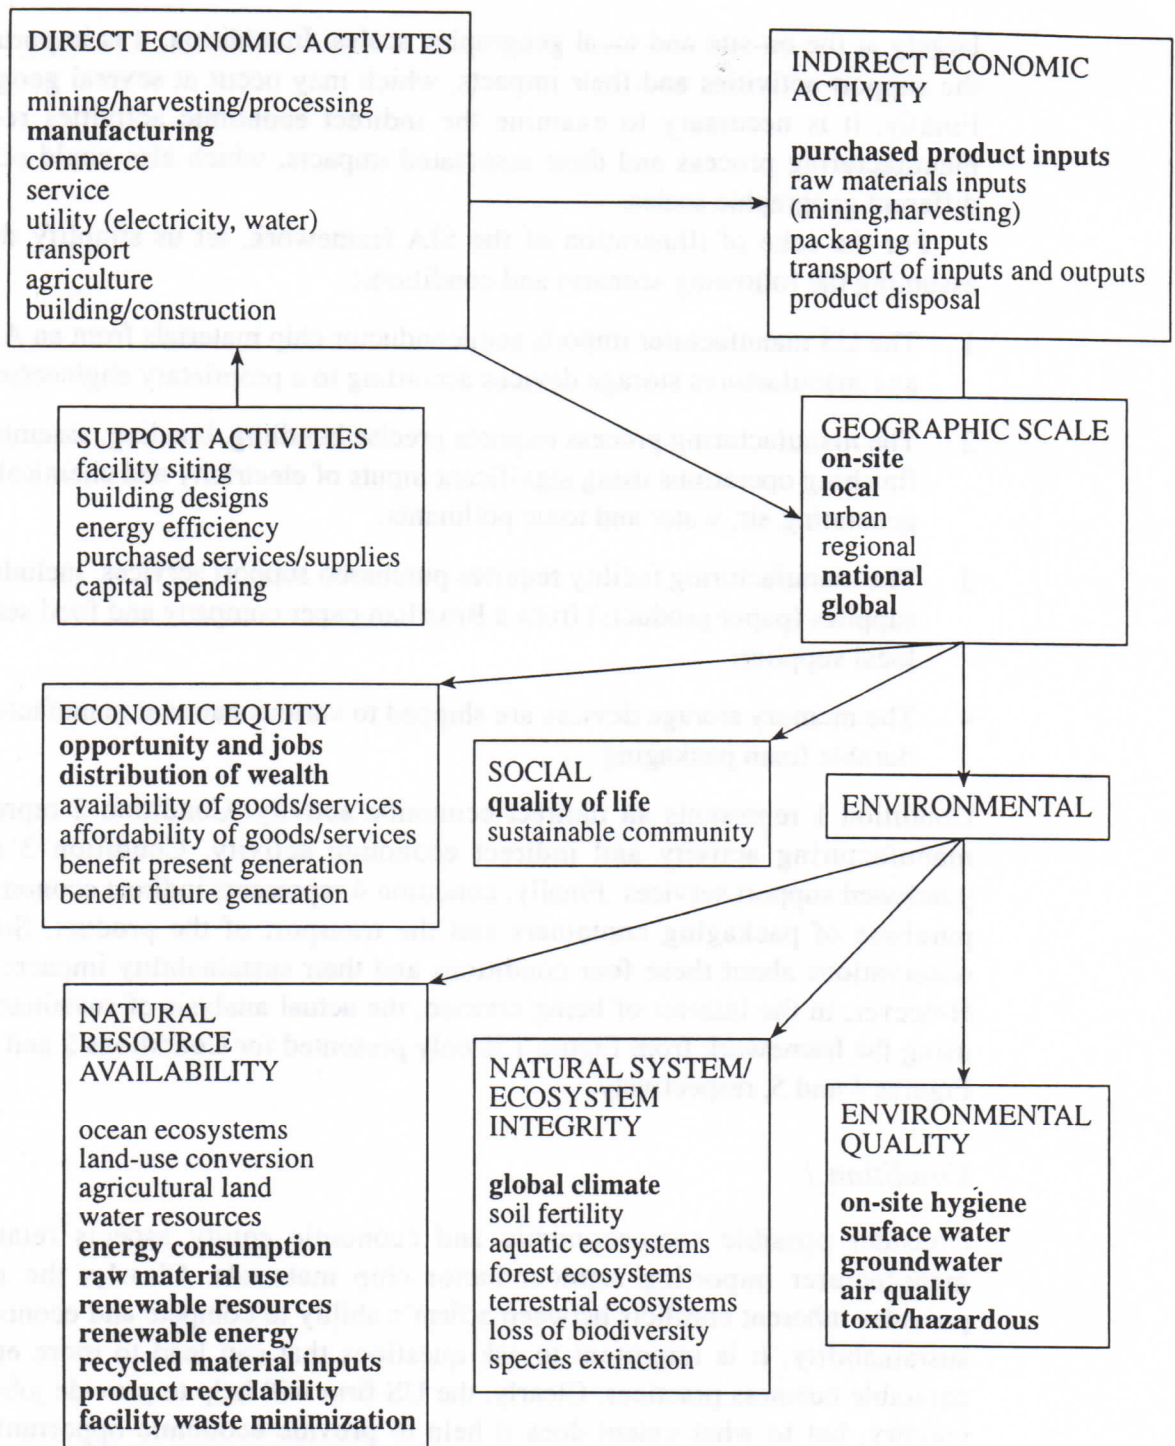 DIRECT ECONOMIC ACTIVITES
mining/harvesting/processing
manufacturing
commerce
service
utility (electricity, water)
transport
agriculture
building/construction
INDIRECT ECONOMIC
ACTIVITY
purchased product inputs
raw materials inputs
(mining,harvesting)
packaging inputs
transport of inputs and outputs
product disposal
SUPPORT ACTIVITIES
facility siting
building designs
energy efficiency
purchased services/supplies
capital spending
GEOGRAPHIC SCALE
on-site
local
urban
regional
national
global
ECONOMIC EQUITY
opportunity and jobs
distribution of wealth
availability of goods/services
affordability of goods/services
benefit present generation
benefit future generation
SOCIAL
quality of life
sustainable community
ENVIRONMENTAL
NATURAL
RESOURCE
AVAILABILITY
ocean ecosystems
land-use conversion
agricultural land
water resources
energy consumption
raw material use
renewable resources
renewable energy
recycled material inputs
product recyclability
facility waste minimization
NATURAL SYSTEM/
ECOSYSTEM
INTEGRITY
global climate
soil fertility
aquatic ecosystems
forest ecosystems
terrestrial ecosystems
loss of biodiversity
species extinction
ENVIRONMENTAL
QUALITY
on-site hygiene
surface water
groundwater
air quality
toxic/hazardous